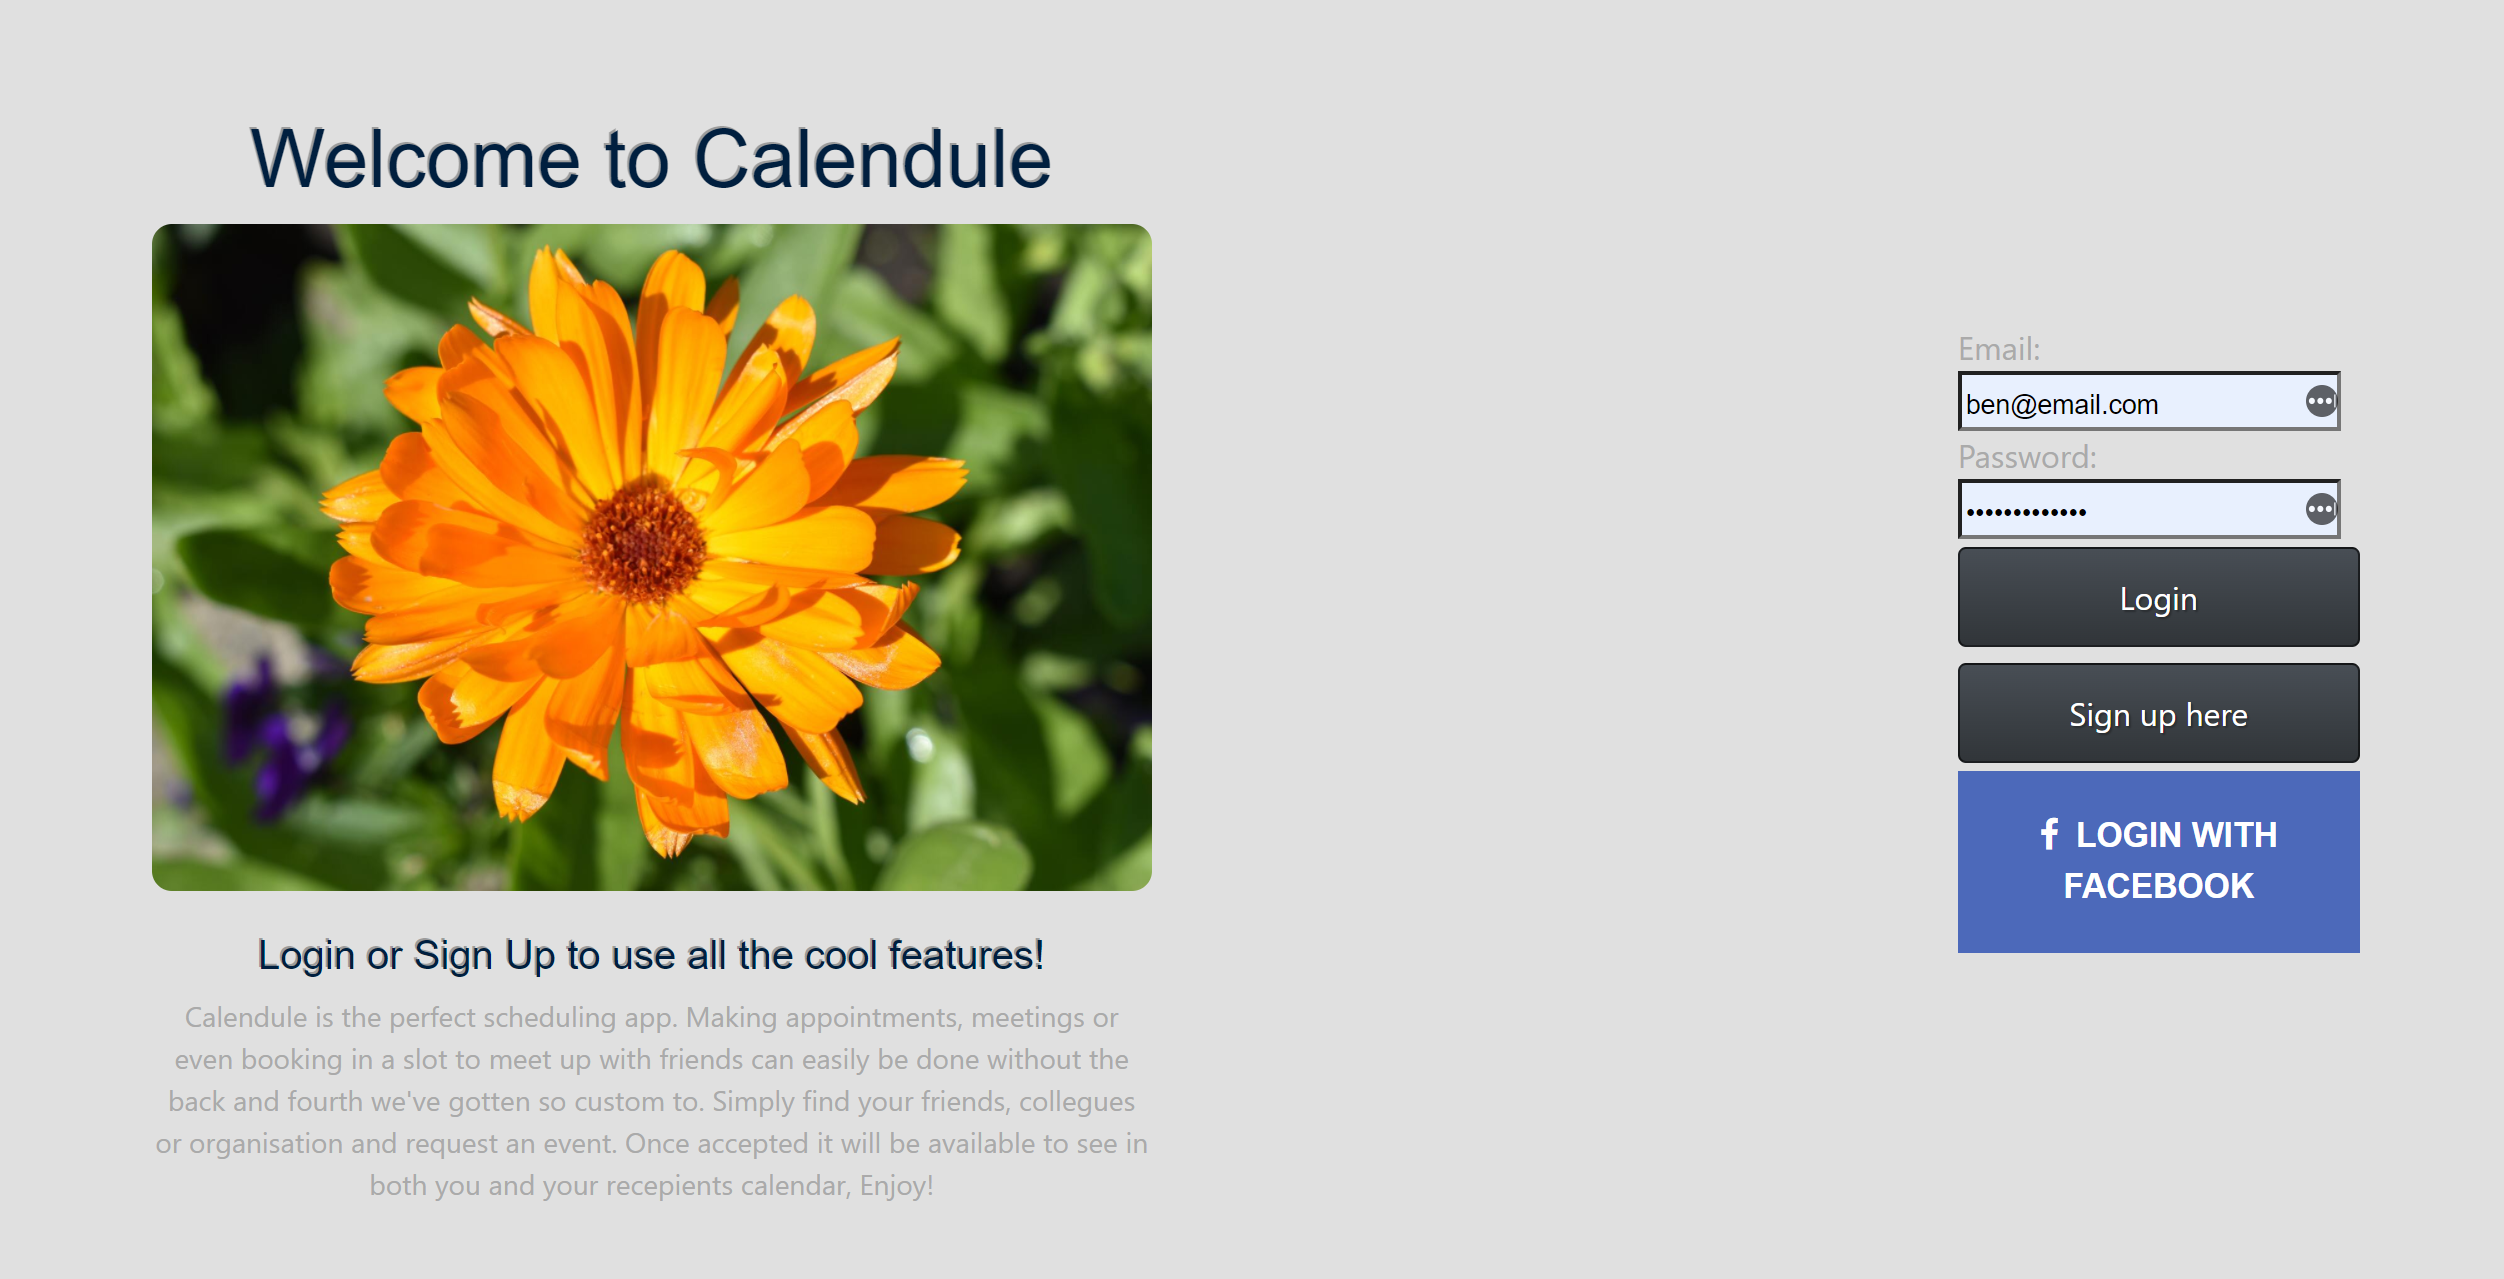 Welcome to Calendule
Login or Sign Up to use all the cool features!
Calendule is the perfect scheduling app. Making appointments, meetings or
even booking in a slot to meet up with friends can easily be done without the
back and fourth we've gotten so custom to. Simply find your friends, collegues
or organisation and request an event. Once accepted it will be available to see in
both you and your recepients calendar, Enjoy!
Email:
ben@email.com
Password:
•••••••••••••
Login
Sign up here
LOGIN WITH
FACEBOOK